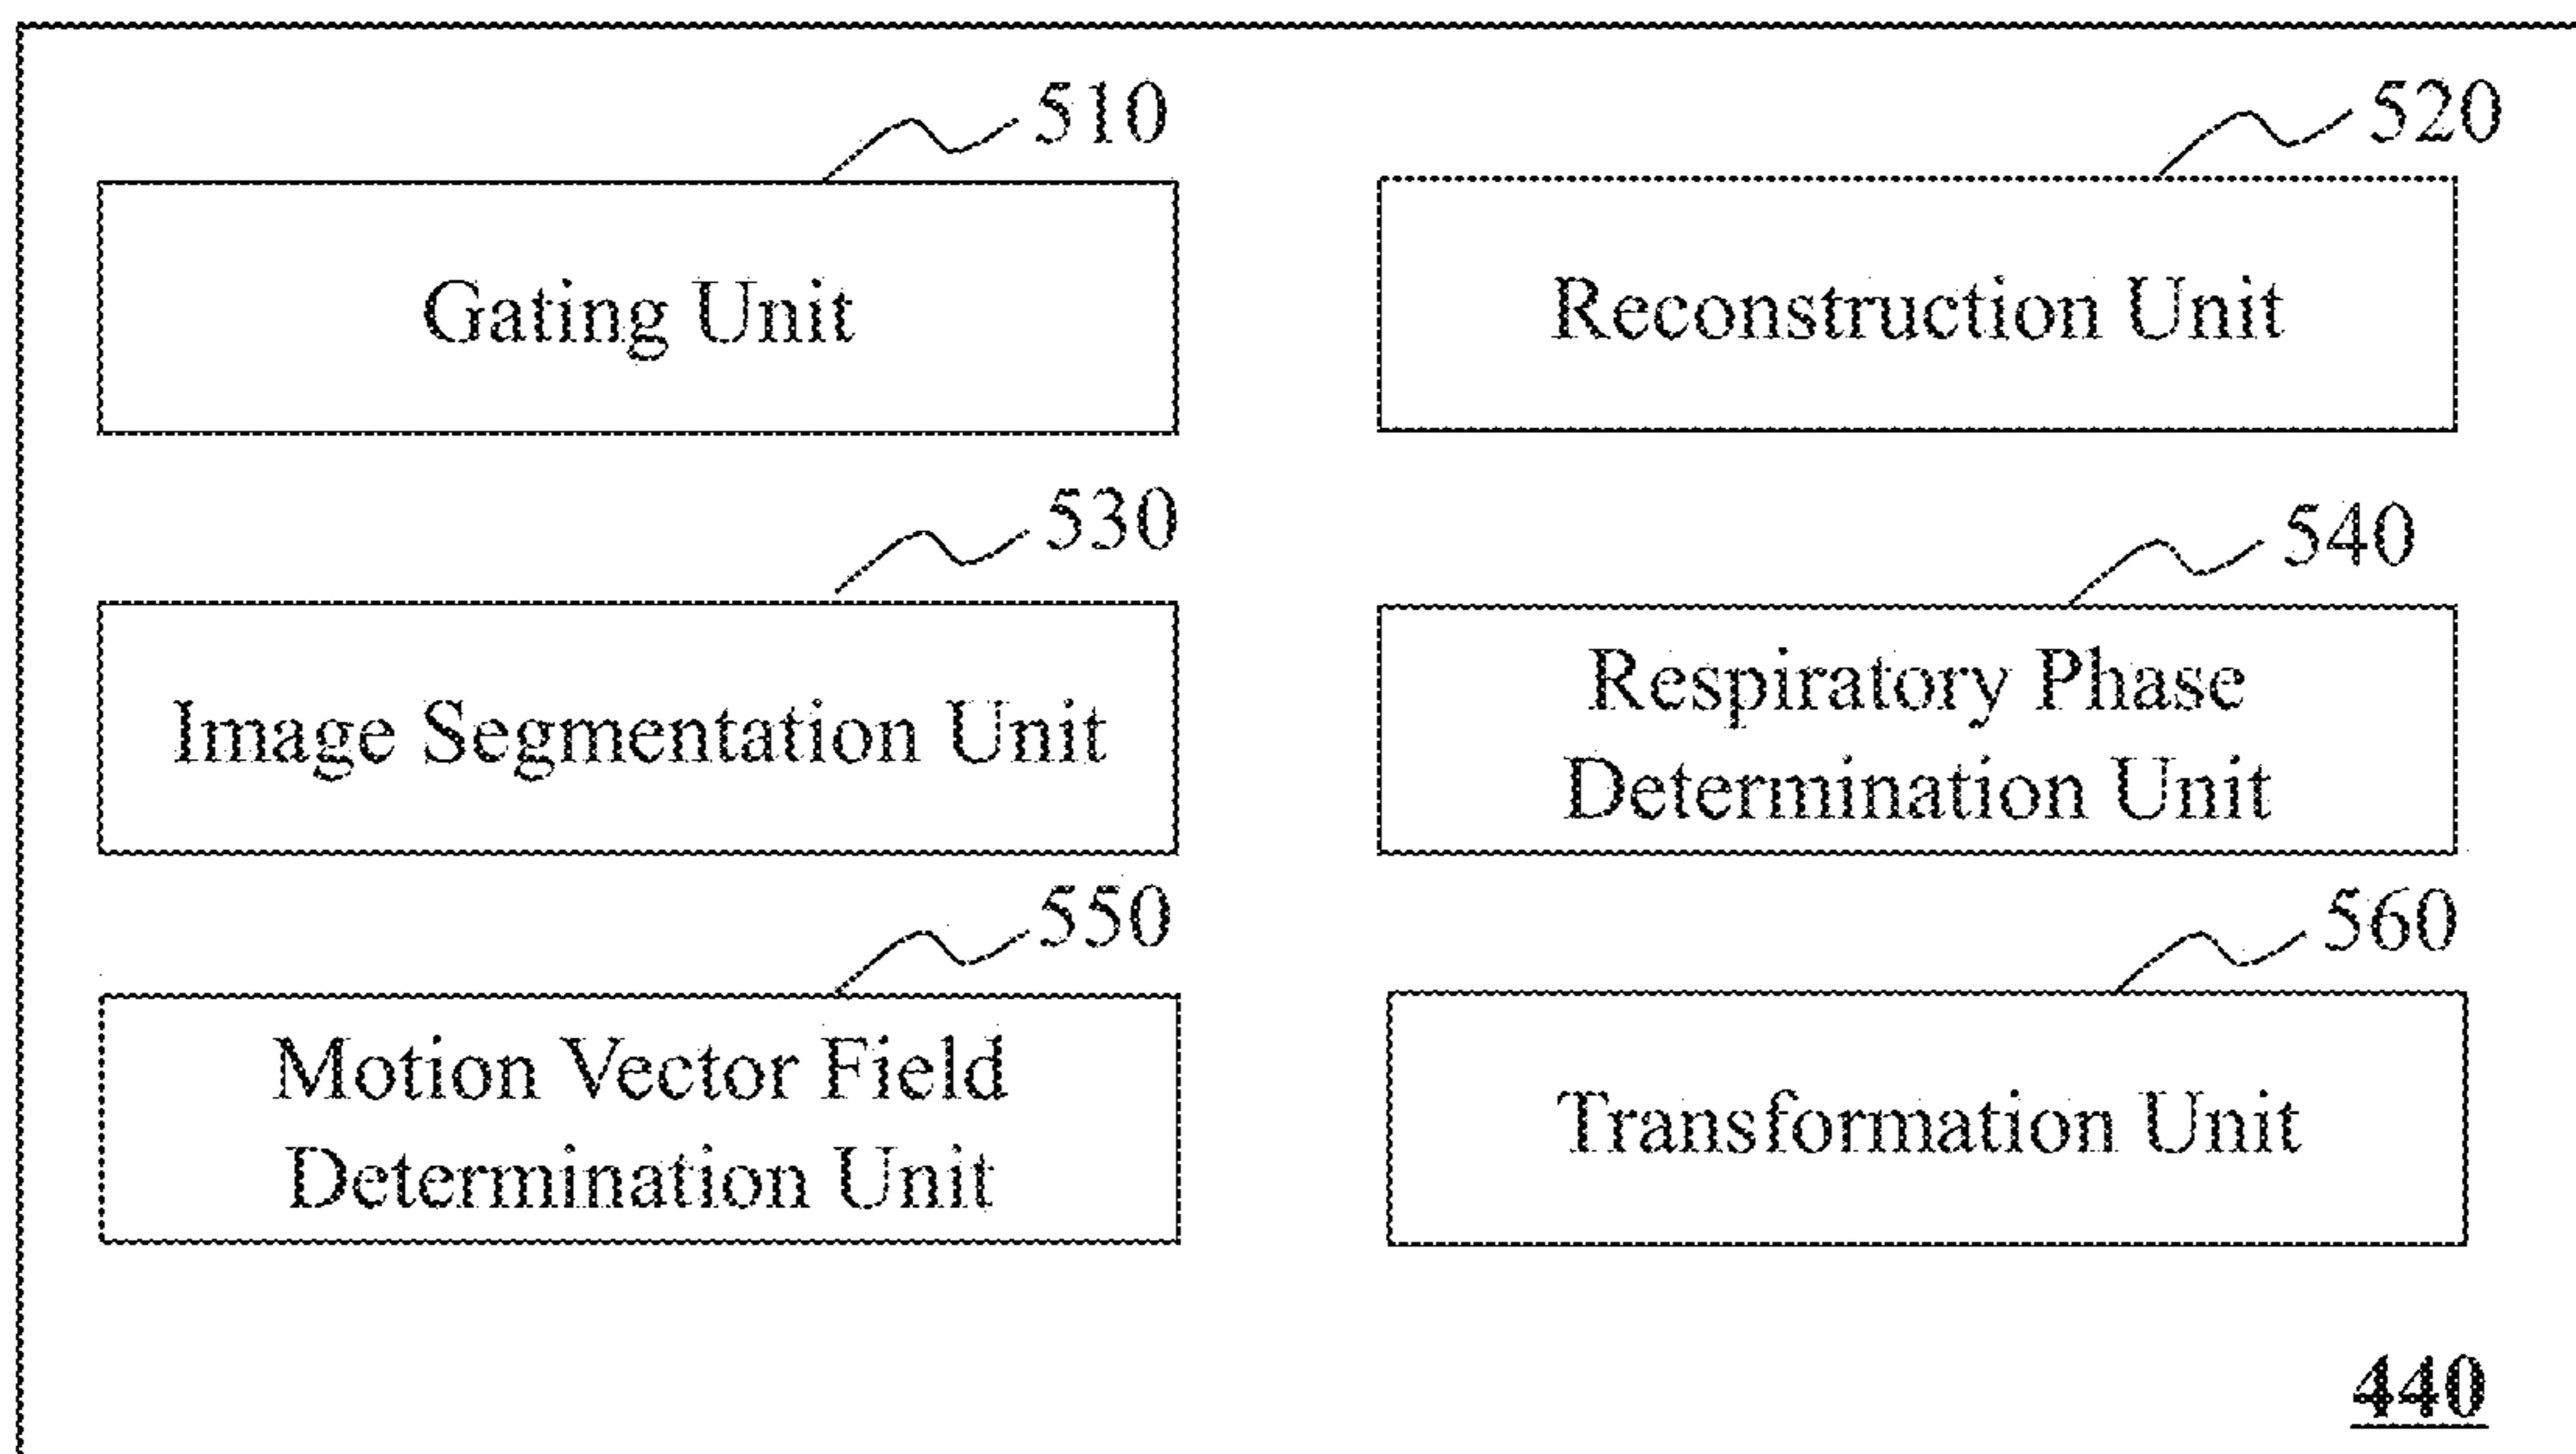 510
520
Gating Unit
Reconstruction Unit
530
540
Image Segmentation Unit
Respiratory Phase
Determination Unit
550
560
Motion Vector Field
Determination Unit
Transformation Unit
440